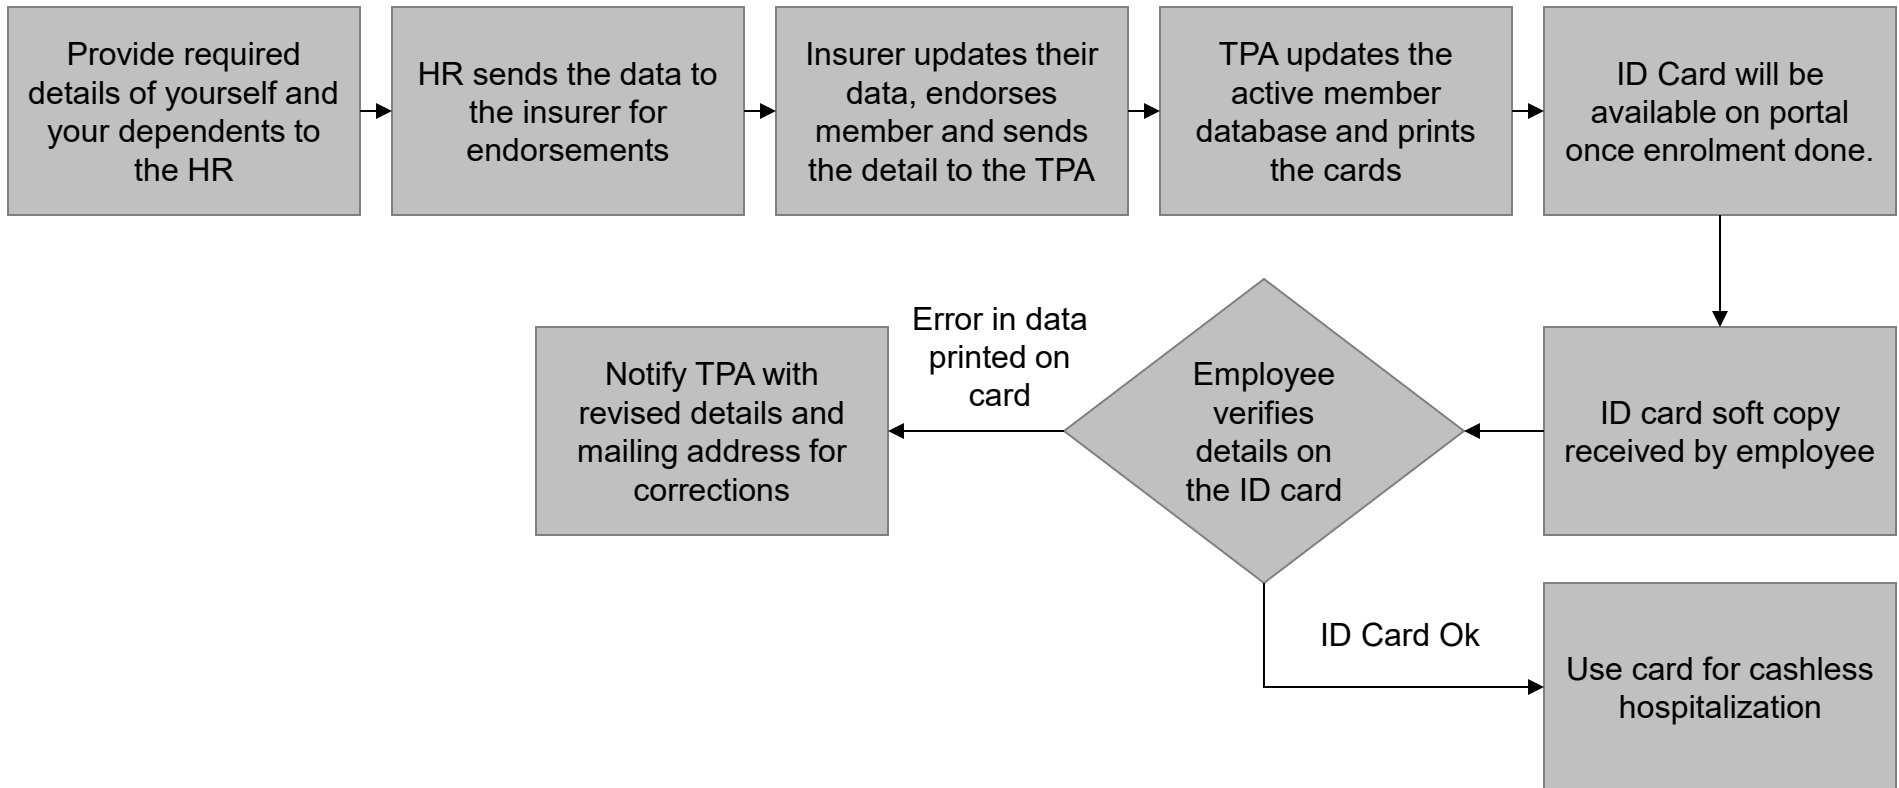 Provide required
details of yourself and
your dependents to
the HR
HR sends the data to
the insurer for
endorsements
Insurer updates their
data, endorses
member and sends
the detail to the TPA
TPA updates the
active member
database and prints
the cards
ID Card will be
available on portal
once enrolment done.
ID card soft copy
received by employee
Employee
verifies
details on
the ID card
Error in data
printed on
card
Notify TPA with
revised details and
mailing address for
corrections
ID Card Ok
Use card for cashless
hospitalization